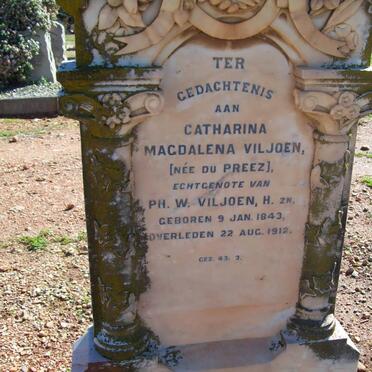 TER
GEDACHTENIS
AAN
CATHARINA
MAGDALENA VILJOEN,
[NÉE DU PREEZ],
ECHTGENOTE VAN
PH. W. VILJOEN, H. ZN.
GEBOREN 9 JAN. 1843,
OVERLEDEN 22 AUG. 1912.
GEZ. 43. 3.